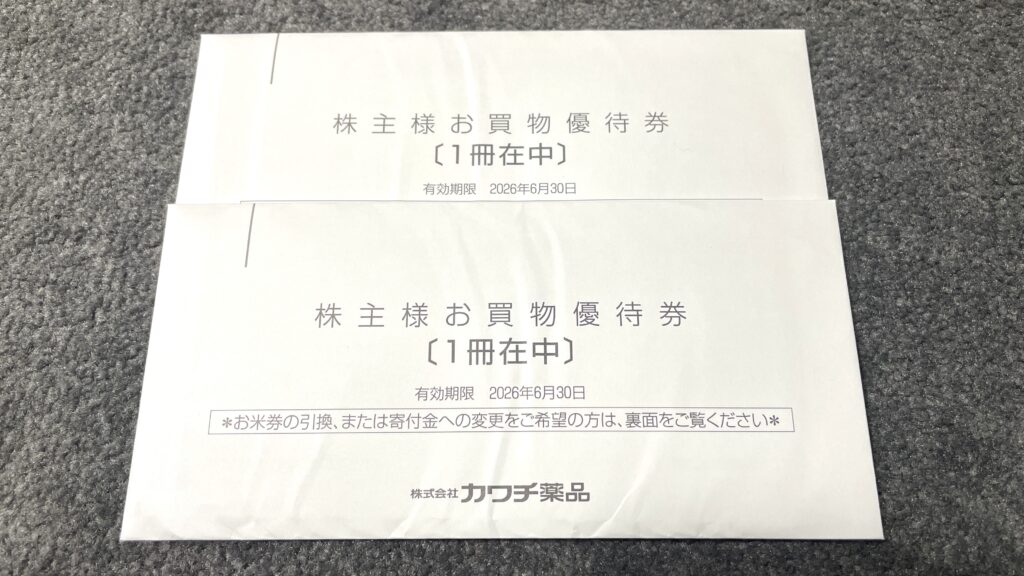 株主様お買物優待券
〔1冊在中〕
有効期限 2026年6月30日
株主様お買物優待券
〔1冊在中〕
有効期限 2026年6月30日
*お米券の引換、または寄付金への変更をご希望の方は、裏面をご覧ください*
株式会社 カワチ薬品